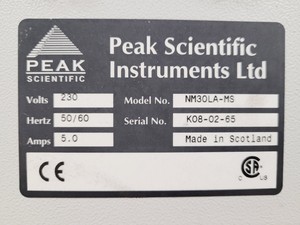 PEAK
SCIENTIFIC
Peak Scientific
Instruments Ltd
Volts 230 Model No. NM30LA-MS
Hertz 50/60 Serial No. K08-02-65
Amps 5.0 Made in Scotland
CE
C US